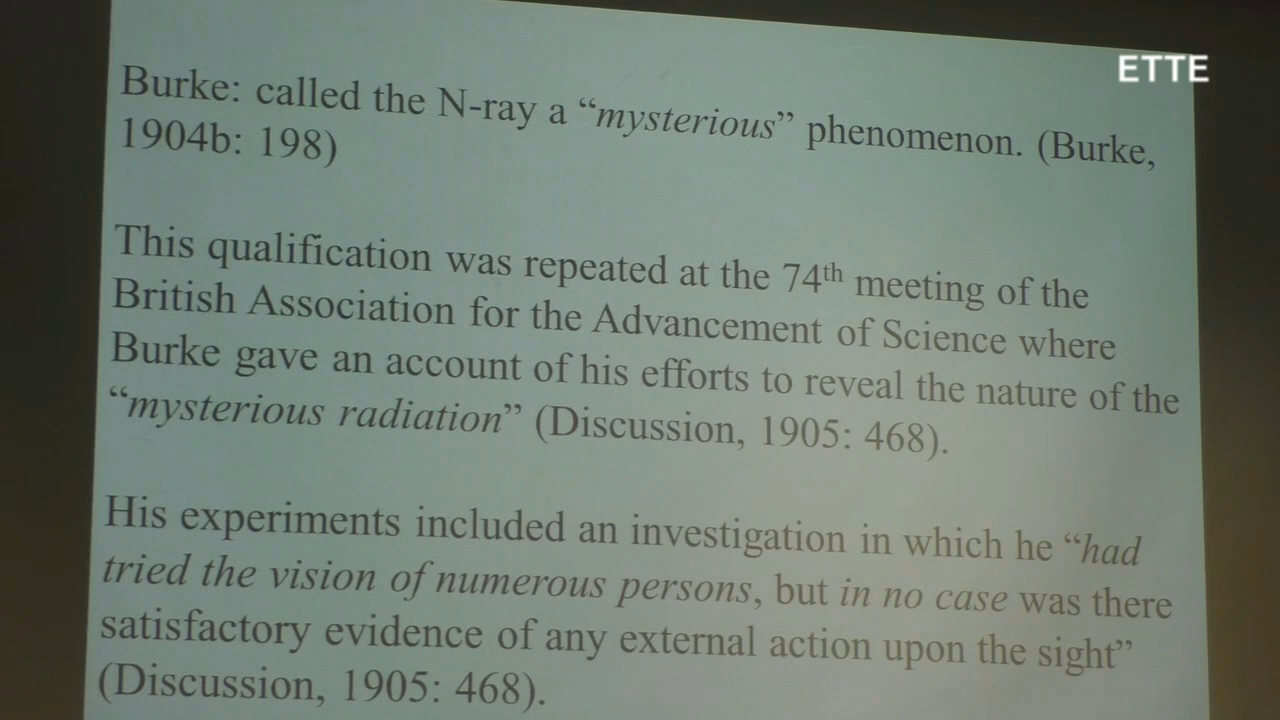 ETTE
Burke: called the N-ray a “mysterious” phenomenon. (Burke,
1904b: 198)
This qualification was repeated at the 74th meeting of the
British Association for the Advancement of Science where
Burke gave an account of his efforts to reveal the nature of the
“mysterious radiation” (Discussion, 1905: 468).
His experiments included an investigation in which he “had
tried the vision of numerous persons, but in no case was there
satisfactory evidence of any external action upon the sight”
(Discussion, 1905: 468).